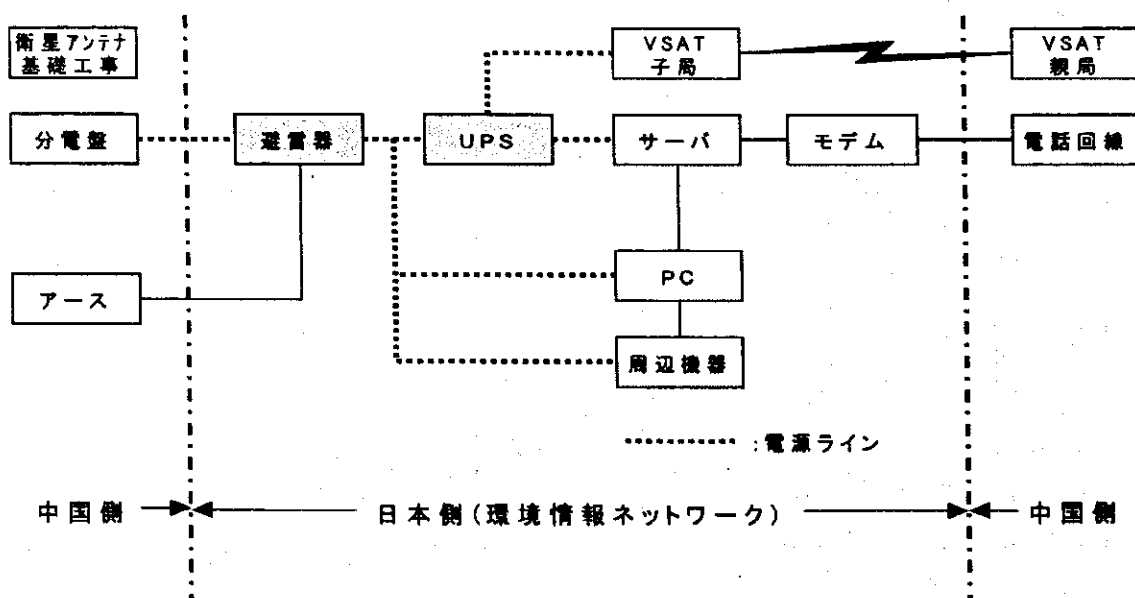 衛星アンテナ
基礎工事
VSAT
子局
VSAT
親局
分電盤
避雷器
UPS
サーバ
モデム
電話回線
アース
PC
周辺機器
:電源ライン
中国側
日本側(環境情報ネットワーク)
中国側